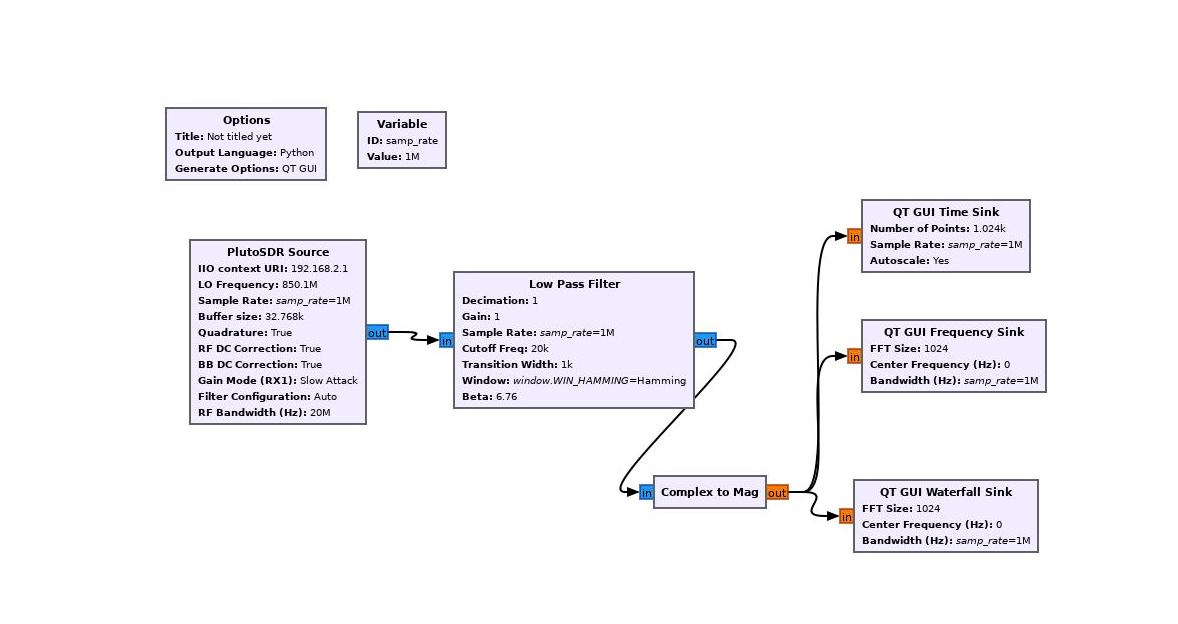 Options
Title: Not titled yet
Output Language: Python
Generate Options: QT GUI
Variable
ID: samp_rate
Value: 1M
PlutoSDR Source
IIO context URI: 192.168.2.1
LO Frequency: 850.1M
Sample Rate: samp_rate=1M
Buffer size: 32.768k
Quadrature: True
RF DC Correction: True
BB DC Correction: True
Gain Mode (RX1): Slow Attack
Filter Configuration: Auto
RF Bandwidth (Hz): 20M
out
in
Low Pass Filter
Decimation: 1
Gain: 1
Sample Rate: samp_rate=1M
Cutoff Freq: 20k
Transition Width: 1k
Window: window.WIN_HAMMING=Hamming
Beta: 6.76
out
in
Complex to Mag
out
in
QT GUI Time Sink
Number of Points: 1.024k
Sample Rate: samp_rate=1M
Autoscale: Yes
in
QT GUI Frequency Sink
FFT Size: 1024
Center Frequency (Hz): 0
Bandwidth (Hz): samp_rate=1M
in
QT GUI Waterfall Sink
FFT Size: 1024
Center Frequency (Hz): 0
Bandwidth (Hz): samp_rate=1M